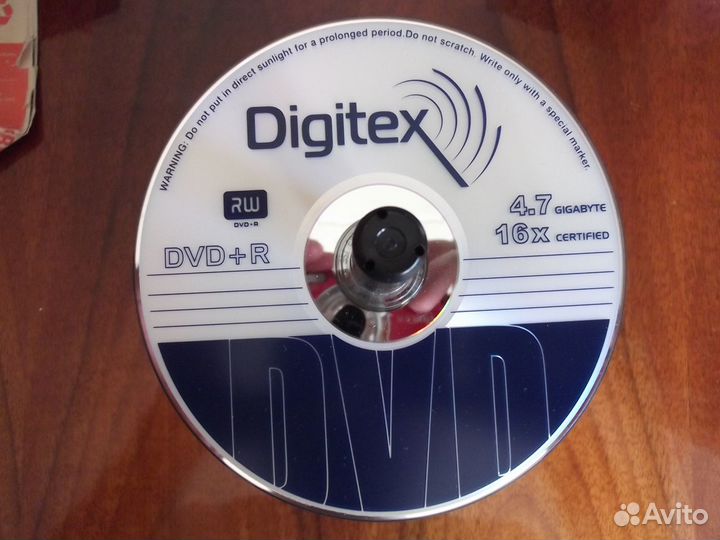 WARNING: Do not put in direct sunlight for a prolonged period.Do not scratch. Write only with a special marker.
Digitex
RW
DVD+R
4.7 GIGABYTE
16x CERTIFIED
DVD+R
DVD
Avito